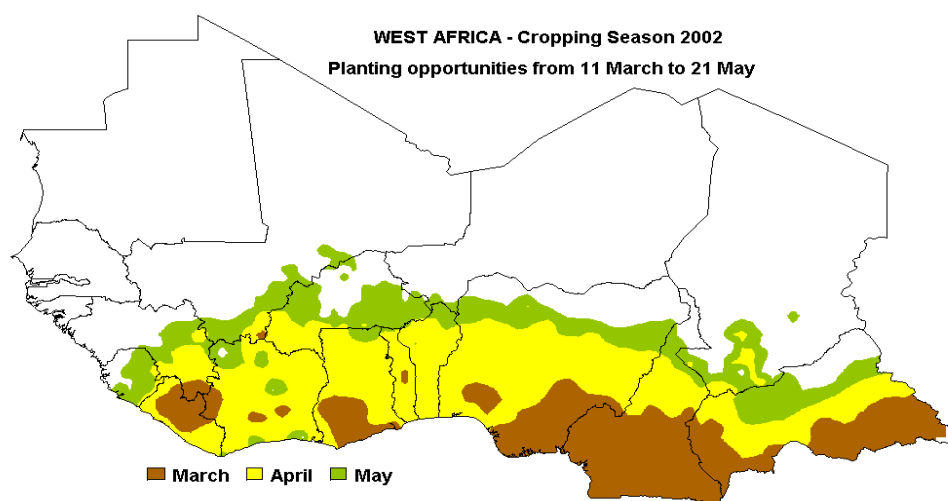 WEST AFRICA - Cropping Season 2002
Planting opportunities from 11 March to 21 May
March April May